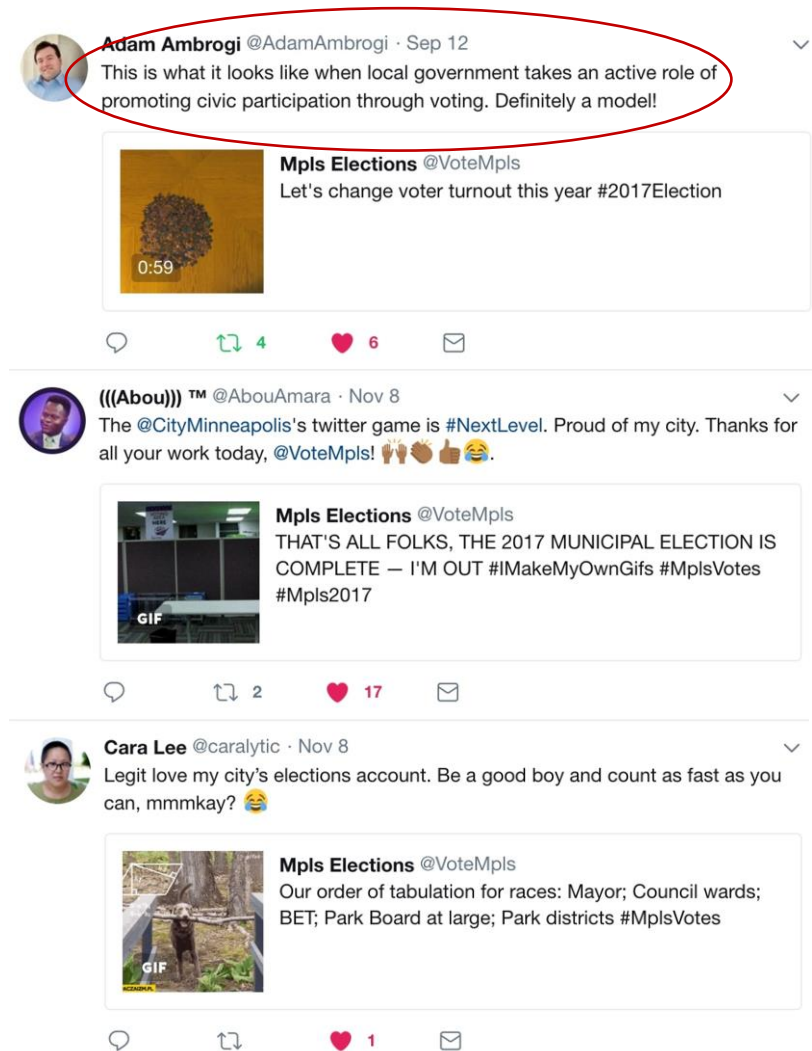 Adam Ambrogi @AdamAmbrogi · Sep 12
This is what it looks like when local government takes an active role of
promoting civic participation through voting. Definitely a model!
Mpls Elections @VoteMpls
Let's change voter turnout this year #2017Election
0:59
4 6
(((Abou))) ™ @AbouAmara · Nov 8
The @CityMinneapolis's twitter game is #NextLevel. Proud of my city. Thanks for
all your work today, @VoteMpls! 🙌🏽👏🏽👍🏽😂.
Mpls Elections @VoteMpls
THAT'S ALL FOLKS, THE 2017 MUNICIPAL ELECTION IS
COMPLETE — I'M OUT #IMakeMyOwnGifs #MplsVotes
#Mpls2017
HERE
GIF
2 17
Cara Lee @caralytic · Nov 8
Legit love my city’s elections account. Be a good boy and count as fast as you
can, mmmkay? 😂
Mpls Elections @VoteMpls
Our order of tabulation for races: Mayor; Council wards;
BET; Park Board at large; Park districts #MplsVotes
GIF
1